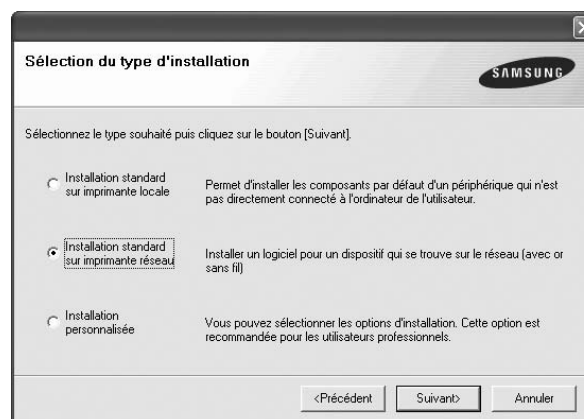 Sélection du type d'installation
SAMSUNG
Sélectionnez le type souhaité puis cliquez sur le bouton [Suivant].
Installation standard
sur imprimante locale
Permet d'installer les composants par défaut d'un périphérique qui n'est
pas directement connecté à l'ordinateur de l'utilisateur.
Installation standard
sur imprimante réseau
Installer un logiciel pour un dispositif qui se trouve sur le réseau (avec or
sans fil)
Installation
personnalisée
Vous pouvez sélectionner les options d'installation. Cette option est
recommandée pour les utilisateurs professionnels.
<Précédent
Suivant>
Annuler